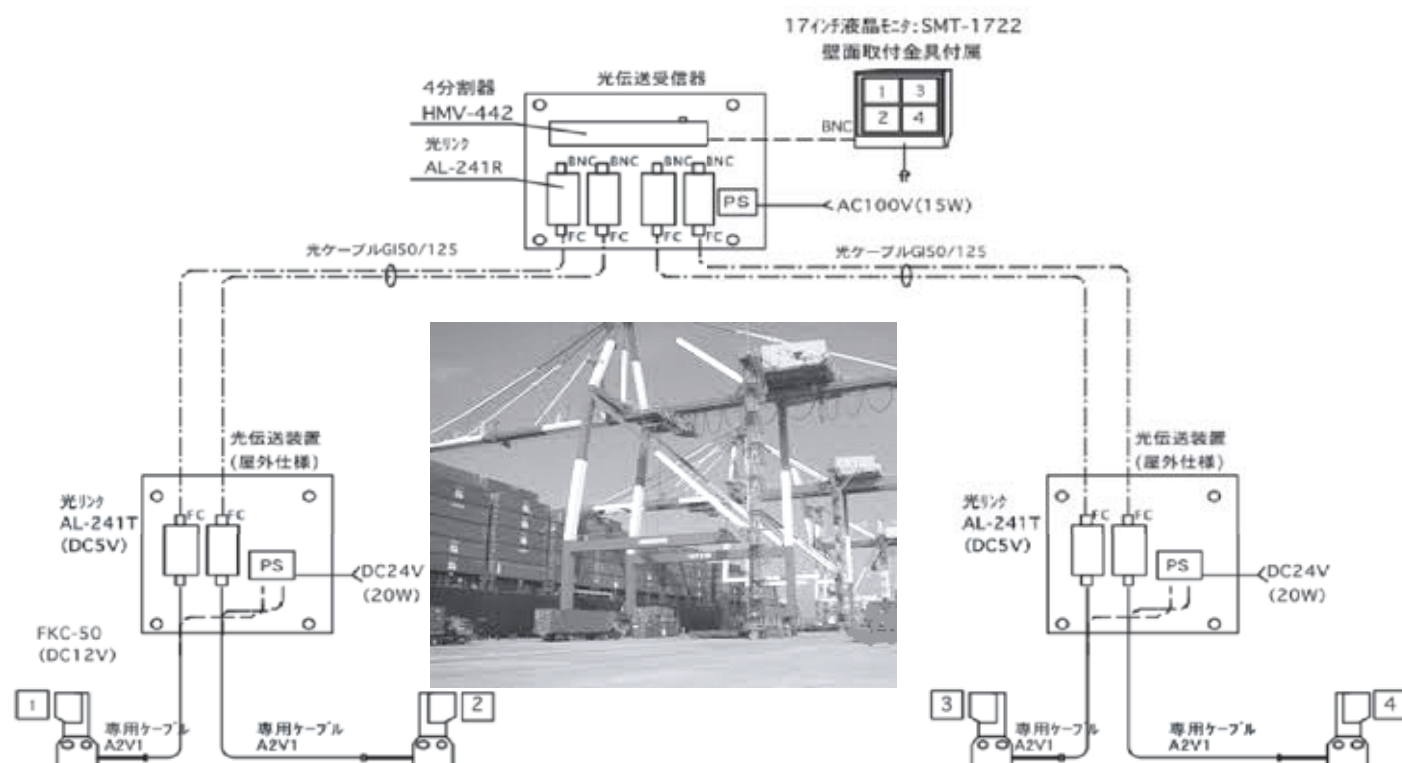 17ｲﾝﾁ液晶ﾓﾆﾀ:SMT-1722
壁面取付金具付属
1
3
2
4
BNC
光伝送受信器
4分割器
HMV-442
光ﾘﾝｸ
AL-241R
BNC
BNC
BNC
BNC
PS
AC100V(15W)
FC
FC
FC
FC
光ケーブルGI50/125
光ケーブルGI50/125
光伝送装置
(屋外仕様)
光ﾘﾝｸ
AL-241T
(DC5V)
FC
FC
PS
DC24V
(20W)
FKC-50
(DC12V)
1
専用ｹｰﾌﾞﾙ
A2V1
専用ｹｰﾌﾞﾙ
A2V1
2
光伝送装置
(屋外仕様)
光ﾘﾝｸ
AL-241T
(DC5V)
FC
FC
PS
DC24V
(20W)
3
専用ｹｰﾌﾞﾙ
A2V1
専用ｹｰﾌﾞﾙ
A2V1
4